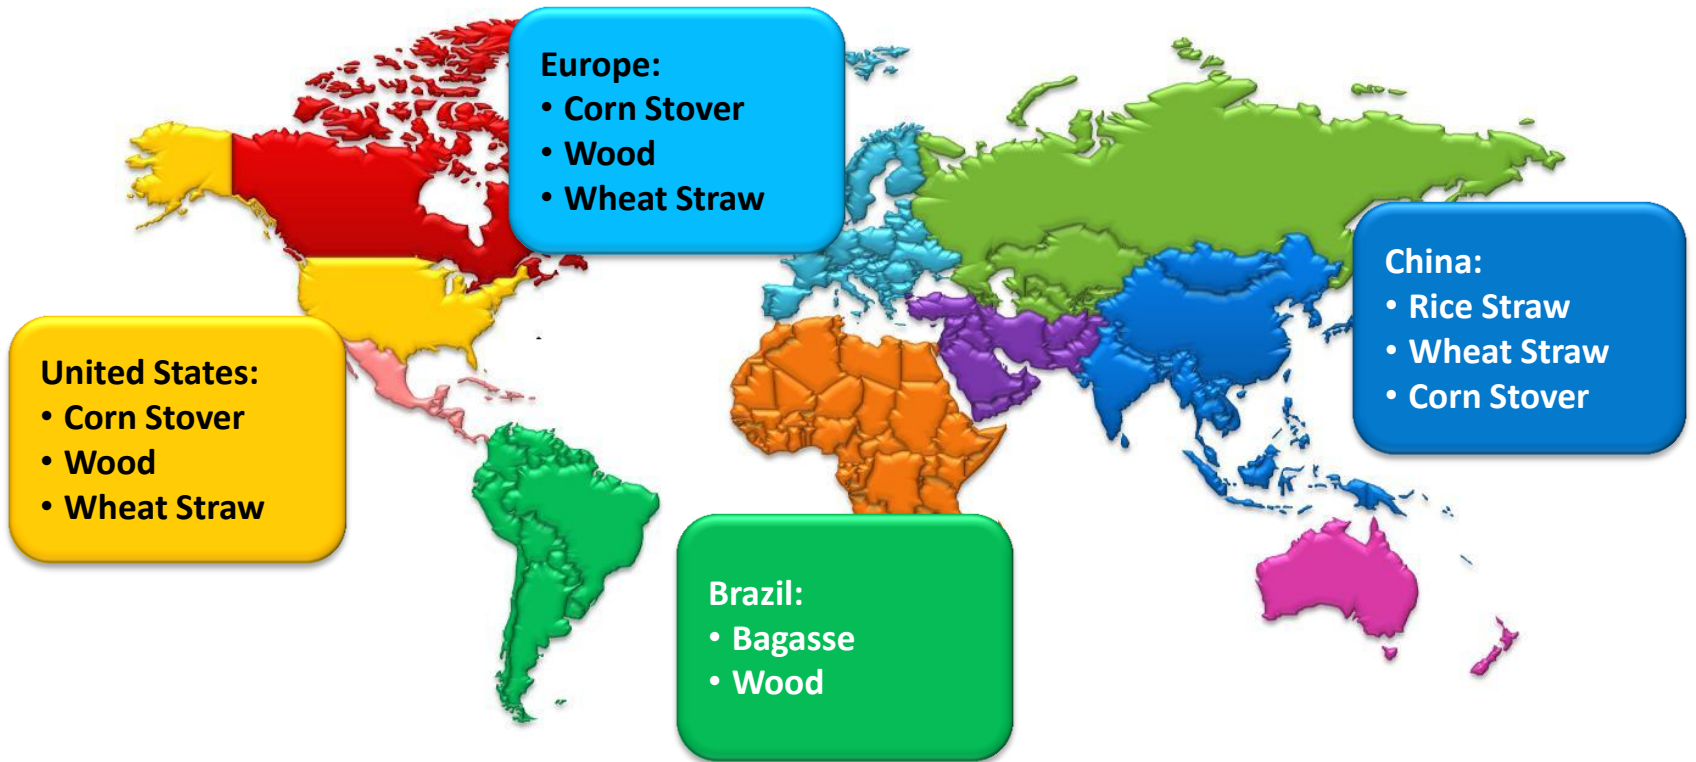 Europe:
• Corn Stover
• Wood
• Wheat Straw
China:
• Rice Straw
• Wheat Straw
• Corn Stover
United States:
• Corn Stover
• Wood
• Wheat Straw
Brazil:
• Bagasse
• Wood